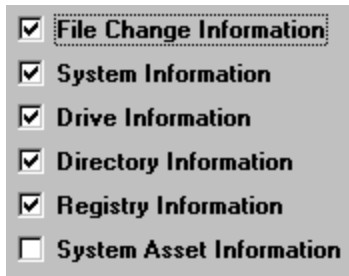 File Change Information
System Information
Drive Information
Directory Information
Registry Information
System Asset Information